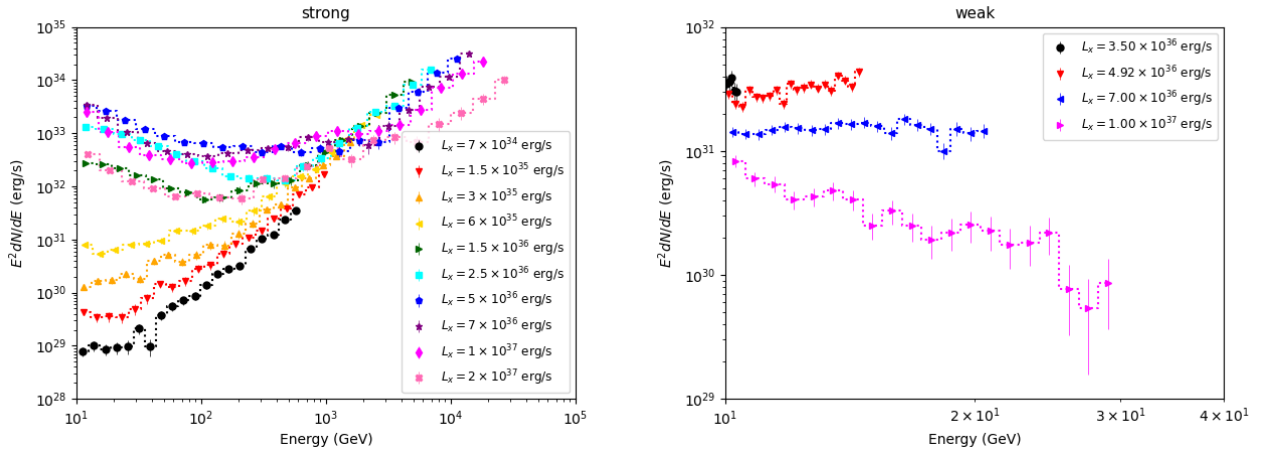 strong
10^35
10^34
10^33
10^32
10^31
10^30
10^29
10^28
E^2dN/dE (erg/s)
10^1
10^2
10^3
10^4
10^5
Energy (GeV)
L_x = 7 × 10^34 erg/s
L_x = 1.5 × 10^35 erg/s
L_x = 3 × 10^35 erg/s
L_x = 6 × 10^35 erg/s
L_x = 1.5 × 10^36 erg/s
L_x = 2.5 × 10^36 erg/s
L_x = 5 × 10^36 erg/s
L_x = 7 × 10^36 erg/s
L_x = 1 × 10^37 erg/s
L_x = 2 × 10^37 erg/s
weak
10^32
10^31
10^30
10^29
E^2dN/dE (erg/s)
10^1
2 × 10^1
3 × 10^1
4 × 10^1
Energy (GeV)
L_x = 3.50 × 10^36 erg/s
L_x = 4.92 × 10^36 erg/s
L_x = 7.00 × 10^36 erg/s
L_x = 1.00 × 10^37 erg/s